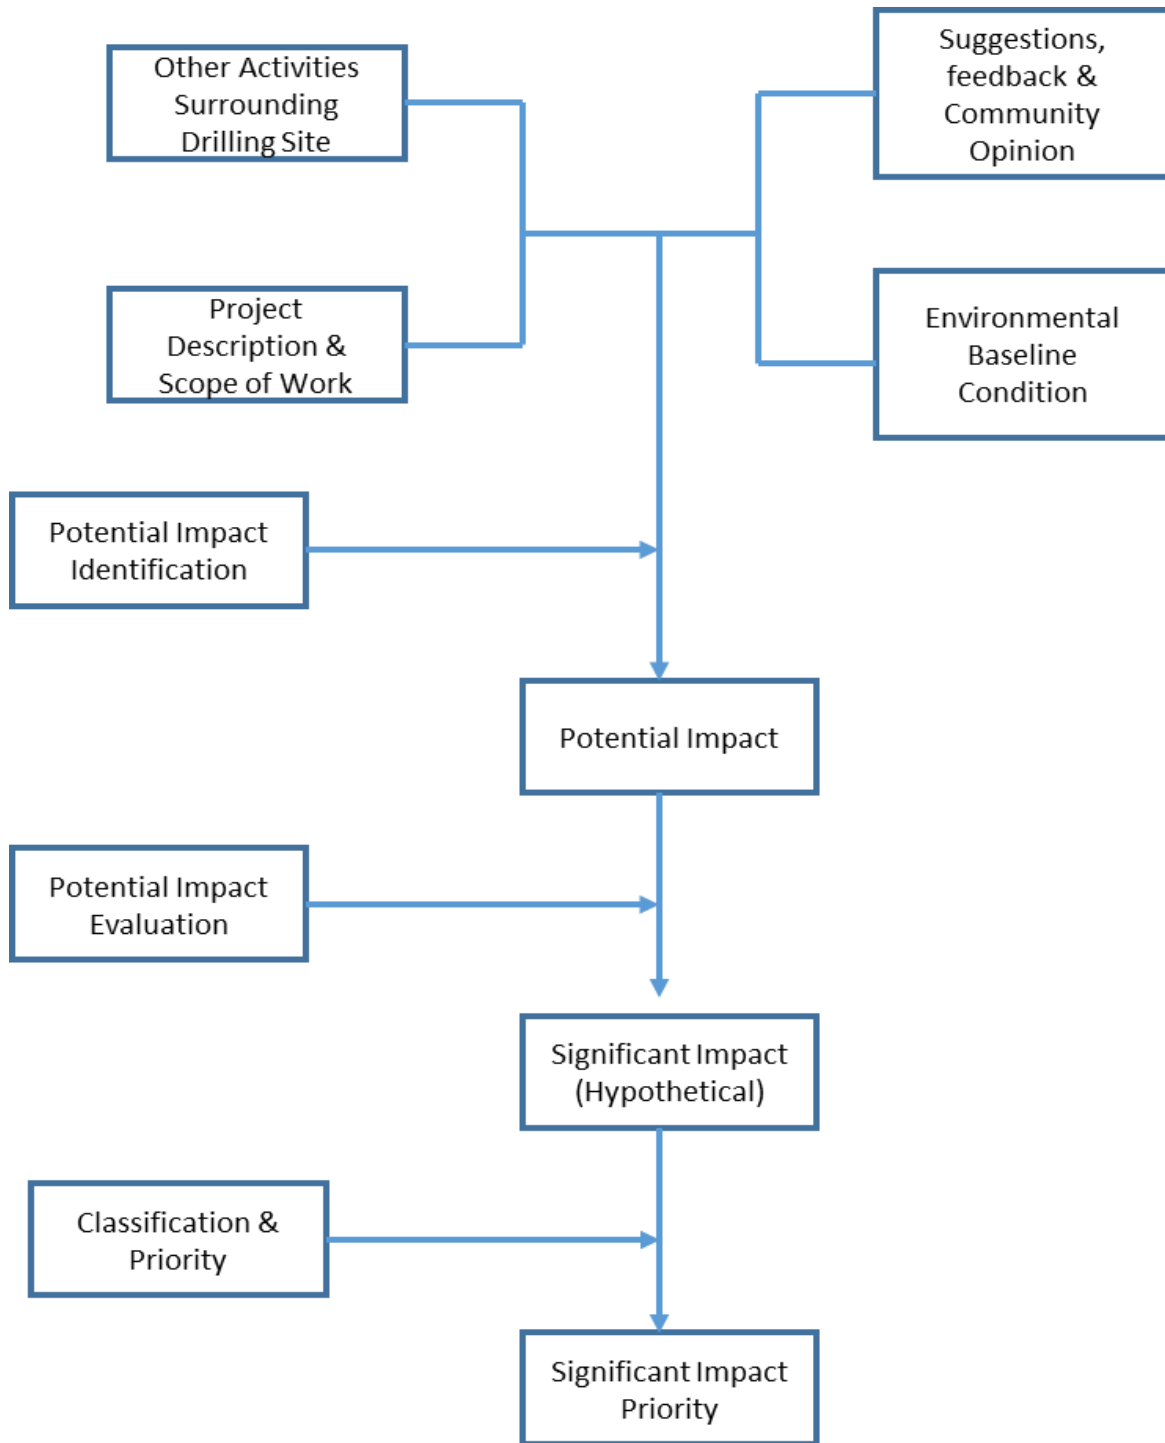 Other Activities
Surrounding
Drilling Site
Suggestions,
feedback &
Community
Opinion
Project
Description &
Scope of Work
Environmental
Baseline
Condition
Potential Impact
Identification
Potential Impact
Potential Impact
Evaluation
Significant Impact
(Hypothetical)
Classification &
Priority
Significant Impact
Priority